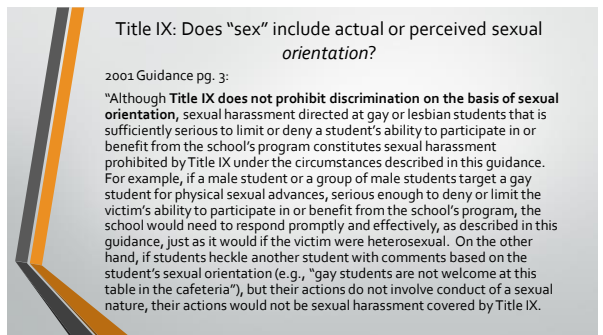 Title IX: Does “sex” include actual or perceived sexual
orientation?
2001 Guidance pg. 3:
“Although Title IX does not prohibit discrimination on the basis of sexual
orientation, sexual harassment directed at gay or lesbian students that is
sufficiently serious to limit or deny a student’s ability to participate in or
benefit from the school’s program constitutes sexual harassment
prohibited by Title IX under the circumstances described in this guidance.
For example, if a male student or a group of male students target a gay
student for physical sexual advances, serious enough to deny or limit the
victim’s ability to participate in or benefit from the school’s program, the
school would need to respond promptly and effectively, as described in this
guidance, just as it would if the victim were heterosexual. On the other
hand, if students heckle another student with comments based on the
student’s sexual orientation (e.g., “gay students are not welcome at this
table in the cafeteria”), but their actions do not involve conduct of a sexual
nature, their actions would not be sexual harassment covered by Title IX.